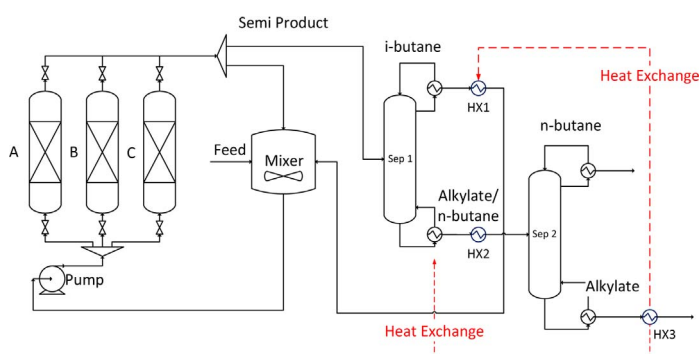 Semi Product
i-butane
Heat Exchange
HX1
n-butane
A
B
C
Feed
Mixer
Sep 1
Alkylate/
n-butane
Sep 2
HX2
Pump
Alkylate
Heat Exchange
HX3